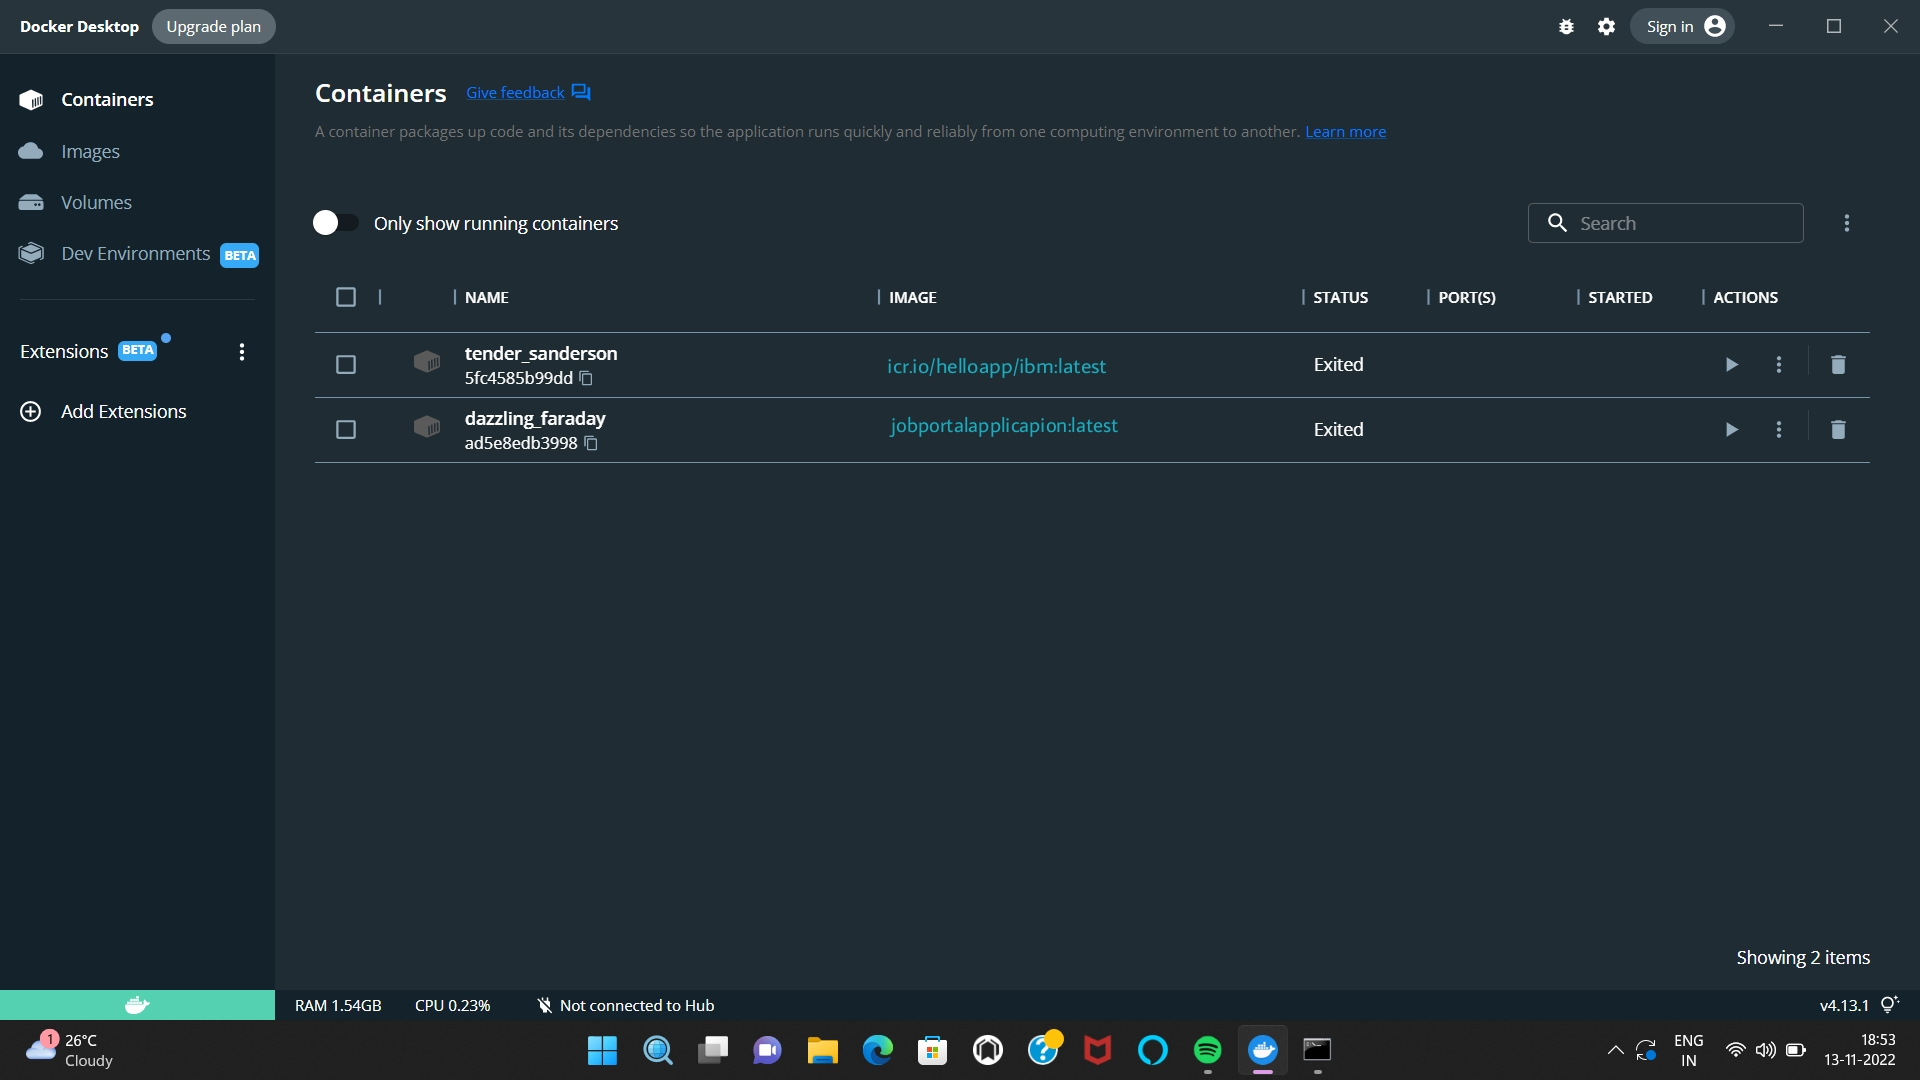 Docker Desktop Upgrade plan Sign in
Containers
Images
Volumes
Dev Environments BETA
Extensions BETA
Add Extensions
Containers Give feedback
A container packages up code and its dependencies so the application runs quickly and reliably from one computing environment to another. Learn more
Only show running containers Search
NAME IMAGE STATUS PORT(S) STARTED ACTIONS
tender_sanderson icr.io/helloapp/ibm:latest Exited
5fc4585b99dd
dazzling_faraday jobportalapplicapion:latest Exited
ad5e8edb3998
Showing 2 items
RAM 1.54GB CPU 0.23% Not connected to Hub v4.13.1
1 26°C
Cloudy
ENG
IN
18:53
13-11-2022